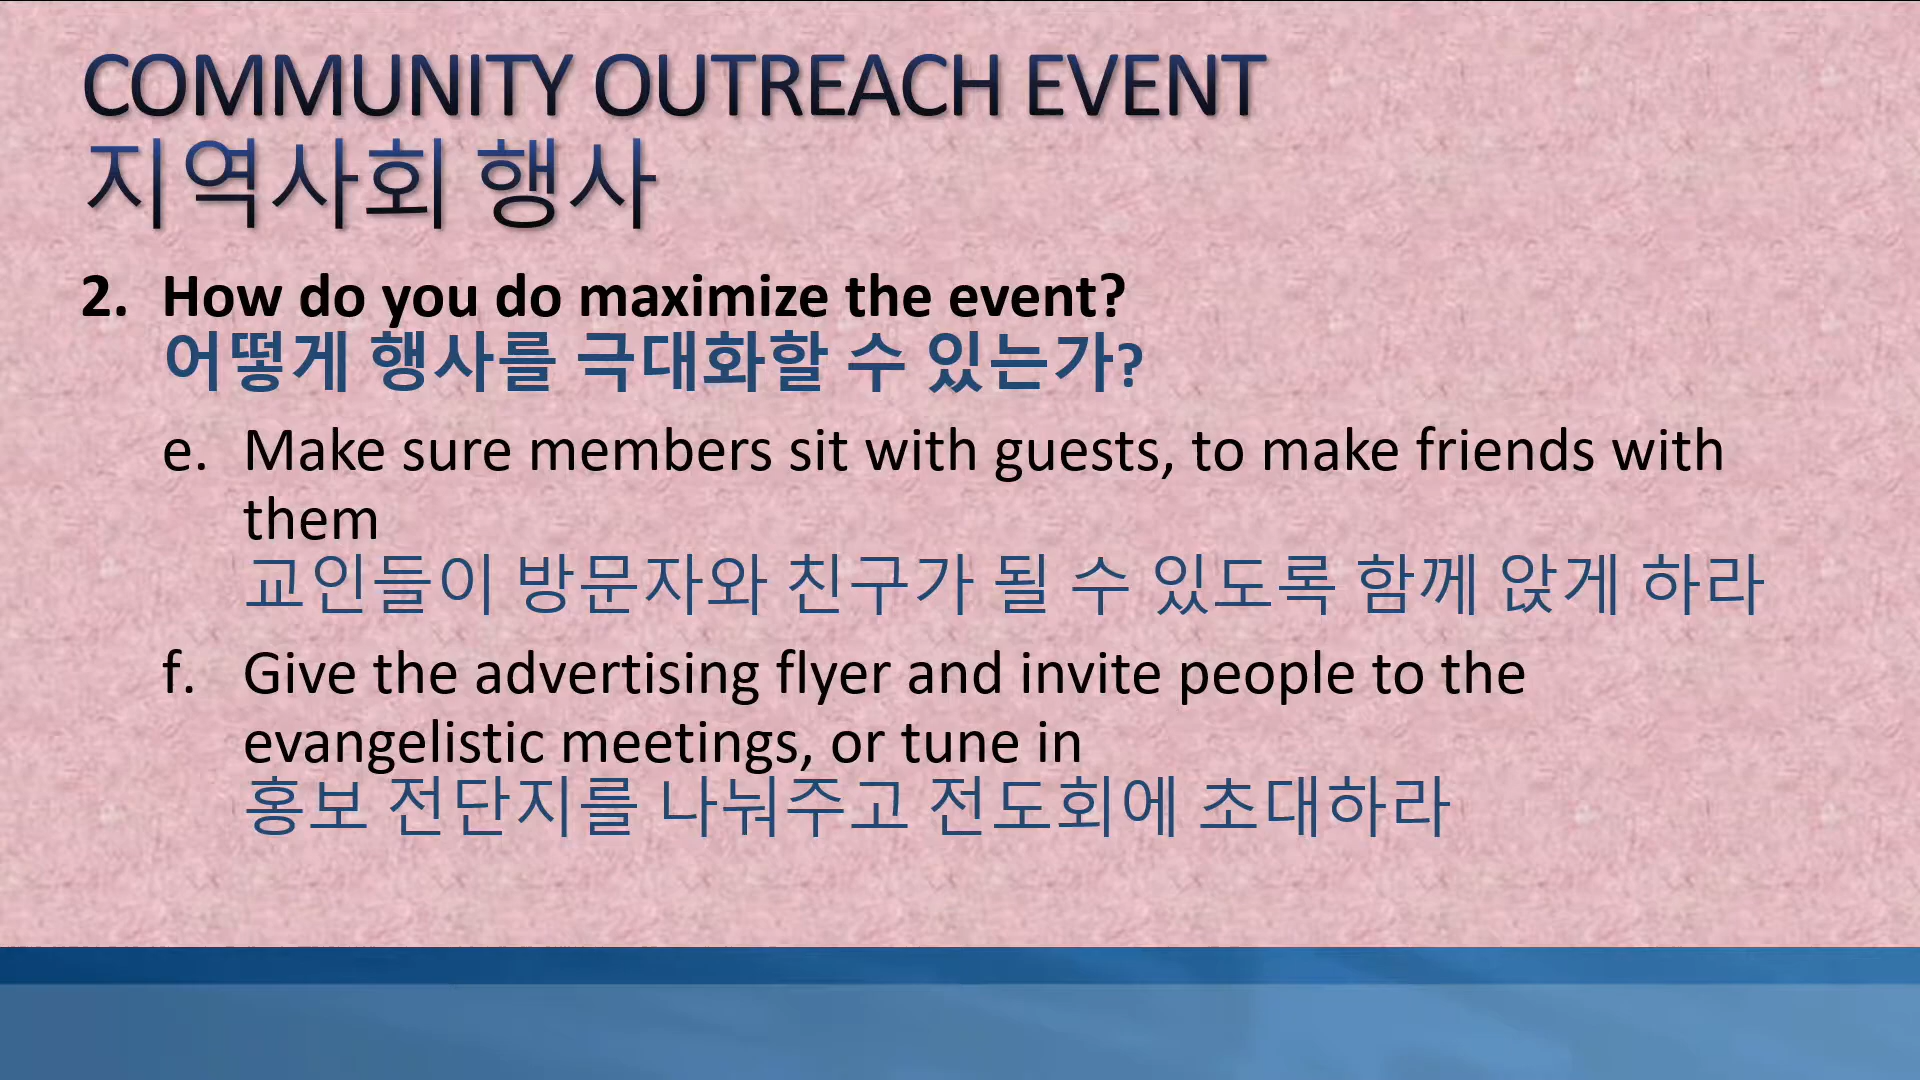 COMMUNITY OUTREACH EVENT
지역사회 행사
2. How do you do maximize the event?
어떻게 행사를 극대화할 수 있는가?
e. Make sure members sit with guests, to make friends with
them
교인들이 방문자와 친구가 될 수 있도록 함께 앉게 하라
f. Give the advertising flyer and invite people to the
evangelistic meetings, or tune in
홍보 전단지를 나눠주고 전도회에 초대하라